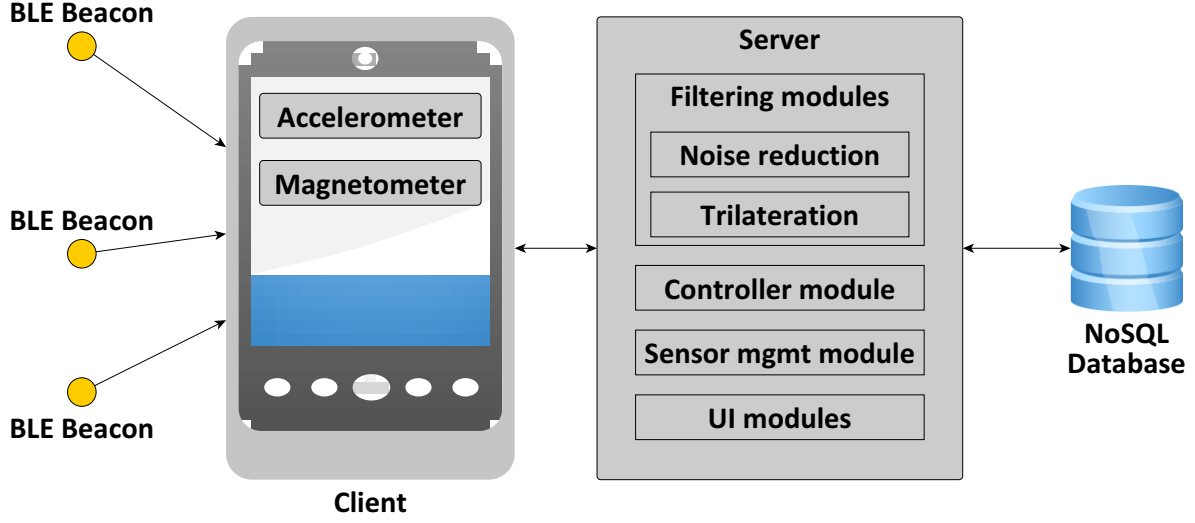 BLE Beacon
BLE Beacon
BLE Beacon
Accelerometer
Magnetometer
Client
Server
Filtering modules
Noise reduction
Trilateration
Controller module
Sensor mgmt module
UI modules
NoSQL
Database